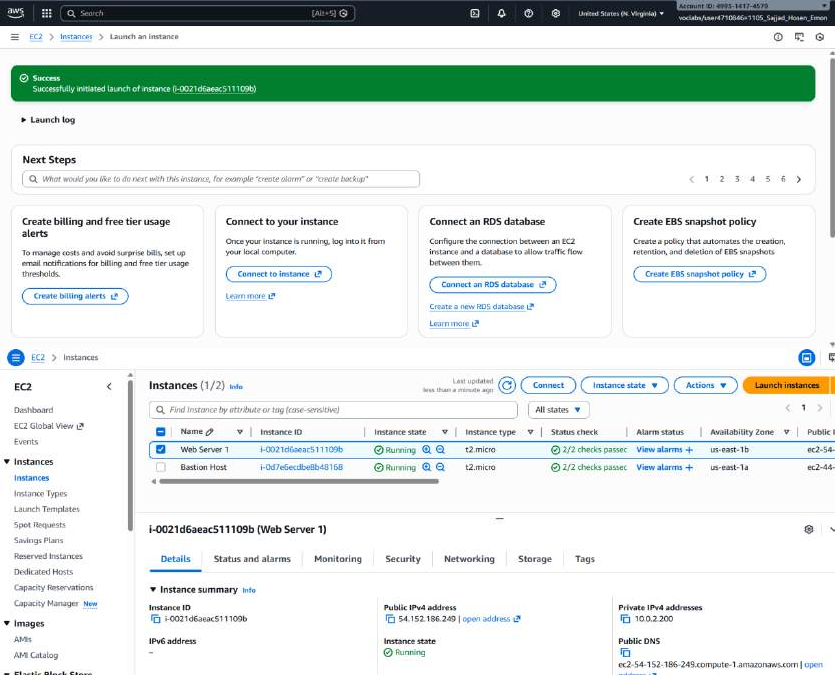 aws
Search
[Alt+S]
United States (N. Virginia)
Account ID: 4993-1417-4570
voclabs/user4710846=1105_Sajjad_Hosen_Emon
EC2 > Instances > Launch an instance
Success
Successfully initiated launch of instance (i-0021d6aeac511109b)
Launch log
Next Steps
What would you like to do next with this instance, for example "create alarm" or "create backup"
1 2 3 4 5 6
Create billing and free tier usage
alerts
To manage costs and avoid surprise bills, set up
email notifications for billing and free tier usage
thresholds.
Create billing alerts
Connect to your instance
Once your instance is running, log into it from
your local computer.
Connect to instance
Learn more
Connect an RDS database
Configure the connection between an EC2
instance and a database to allow traffic flow
between them.
Connect an RDS database
Create a new RDS database
Learn more
Create EBS snapshot policy
Create a policy that automates the creation,
retention, and deletion of EBS snapshots
Create EBS snapshot policy
EC2 > Instances
EC2
Dashboard
EC2 Global View
Events
Instances
Instances
Instance Types
Launch Templates
Spot Requests
Savings Plans
Reserved Instances
Dedicated Hosts
Capacity Reservations
Capacity Manager New
Images
AMIs
AMI Catalog
Elastic Block Store
Instances (1/2) Info
Last updated
less than a minute ago
Connect
Instance state
Actions
Launch instances
Find Instance by attribute or tag (case-sensitive)
All states
1
Name Instance ID Instance state Instance type Status check Alarm status Availability Zone Public I
Web Server 1 i-0021d6aeac511109b Running t2.micro 2/2 checks passec View alarms + us-east-1b ec2-54-
Bastion Host i-0d7e6ecdbe8b48168 Running t2.micro 2/2 checks passec View alarms + us-east-1a ec2-44-
i-0021d6aeac511109b (Web Server 1)
Details Status and alarms Monitoring Security Networking Storage Tags
Instance summary Info
Instance ID
i-0021d6aeac511109b
IPv6 address
–
Public IPv4 address
54.152.186.249 | open address
Instance state
Running
Private IPv4 addresses
10.0.2.200
Public DNS
ec2-54-152-186-249.compute-1.amazonaws.com | open
address